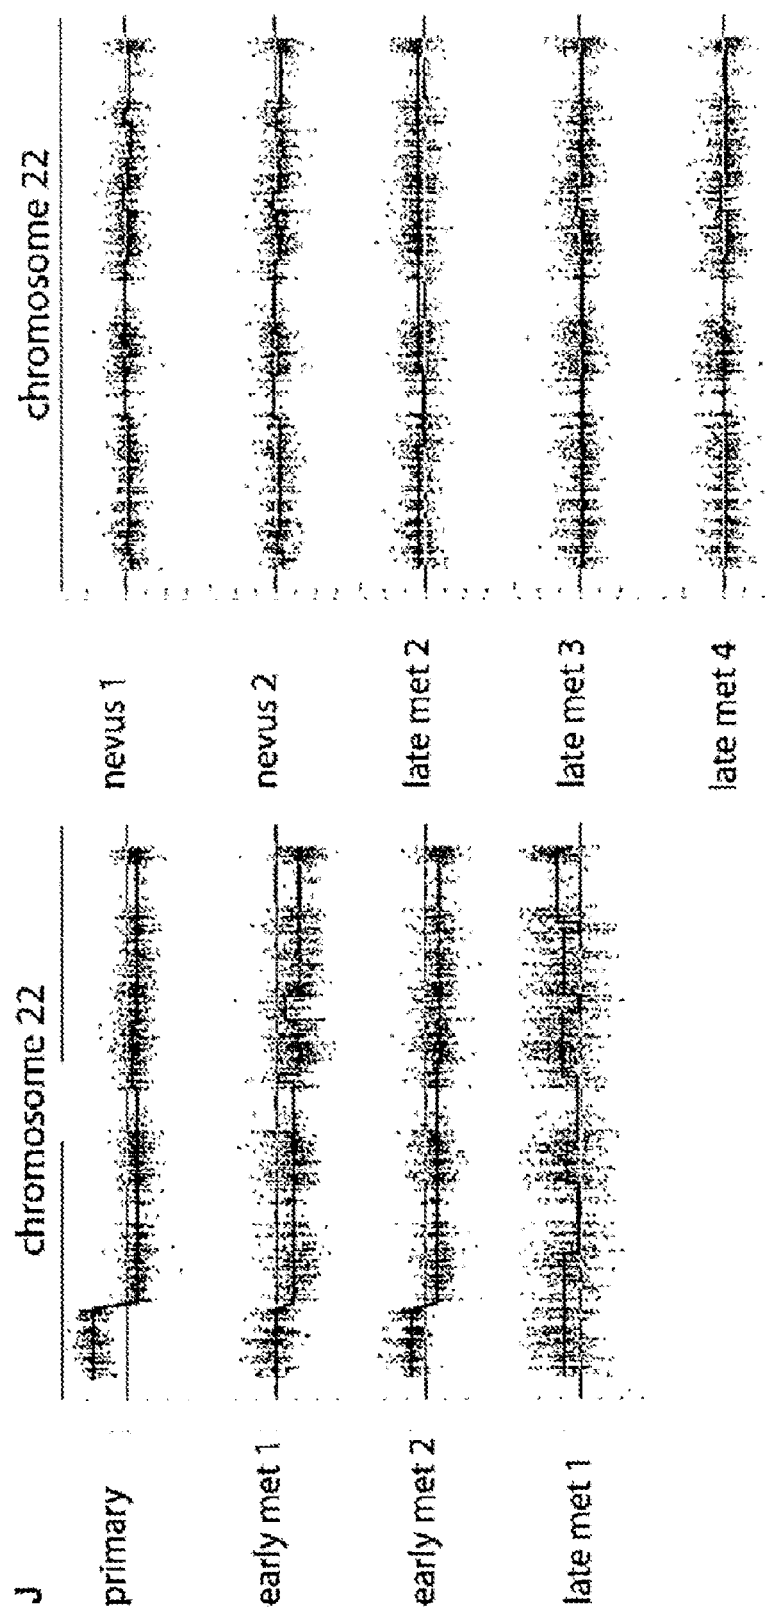 J
chromosome 22
primary
early met 1
early met 2
late met 1
chromosome 22
nevus 1
nevus 2
late met 2
late met 3
late met 4